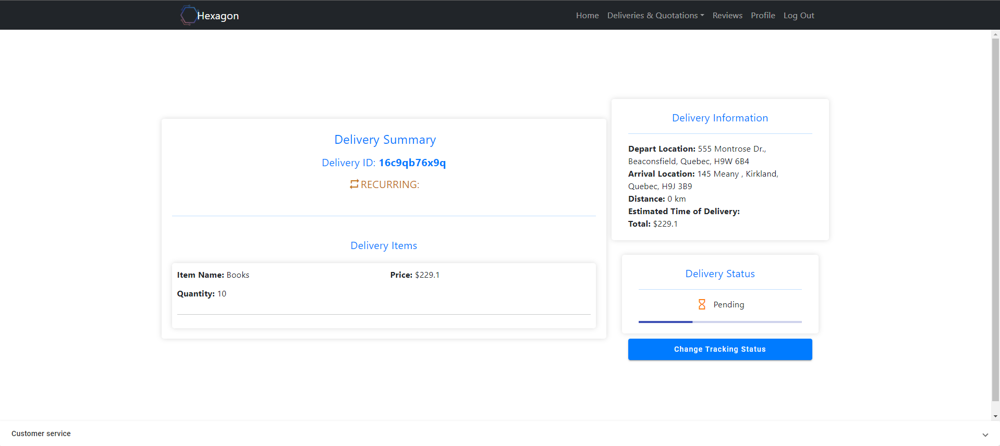 Hexagon
Home Deliveries & Quotations Reviews Profile Log Out
Delivery Summary
Delivery ID: 16c9qb76x9q
RECURRING:
Delivery Items
Item Name: Books
Price: $229.1
Quantity: 10
Delivery Information
Depart Location: 555 Montrose Dr.,
Beaconsfield, Quebec, H9W 6B4
Arrival Location: 145 Meany , Kirkland,
Quebec, H9J 3B9
Distance: 0 km
Estimated Time of Delivery:
Total: $229.1
Delivery Status
Pending
Change Tracking Status
Customer service